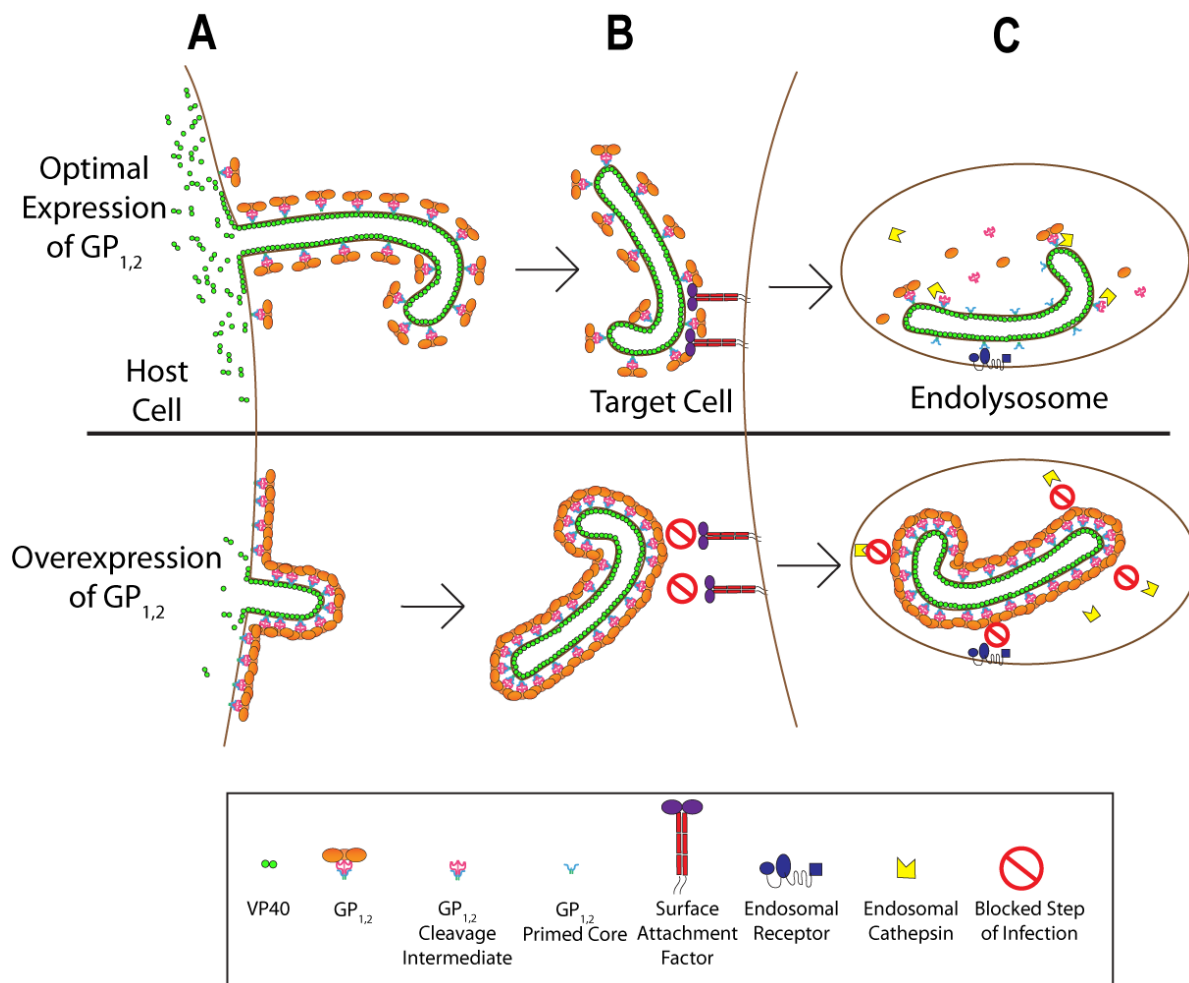 A
B
C
Optimal
Expression
of GP1,2
Host
Cell
Target Cell
Endolysosome
Overexpression
of GP1,2
VP40
GP1,2
GP1,2
Cleavage
Intermediate
GP1,2
Primed Core
Surface
Attachment
Factor
Endosomal
Receptor
Endosomal
Cathepsin
Blocked Step
of Infection